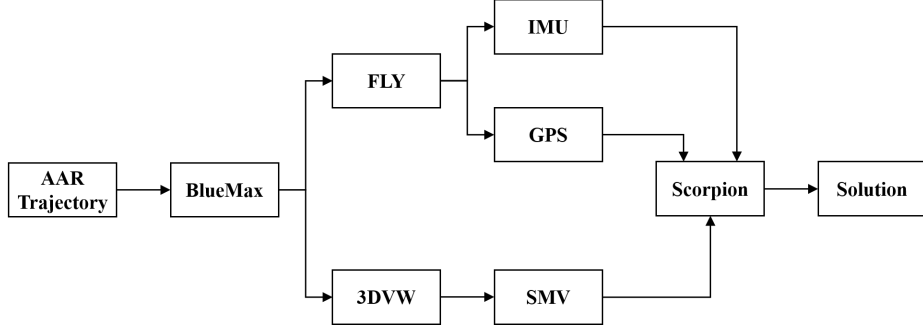 IMU
FLY
GPS
AAR
Trajectory
BlueMax
Scorpion
Solution
3DVW
SMV